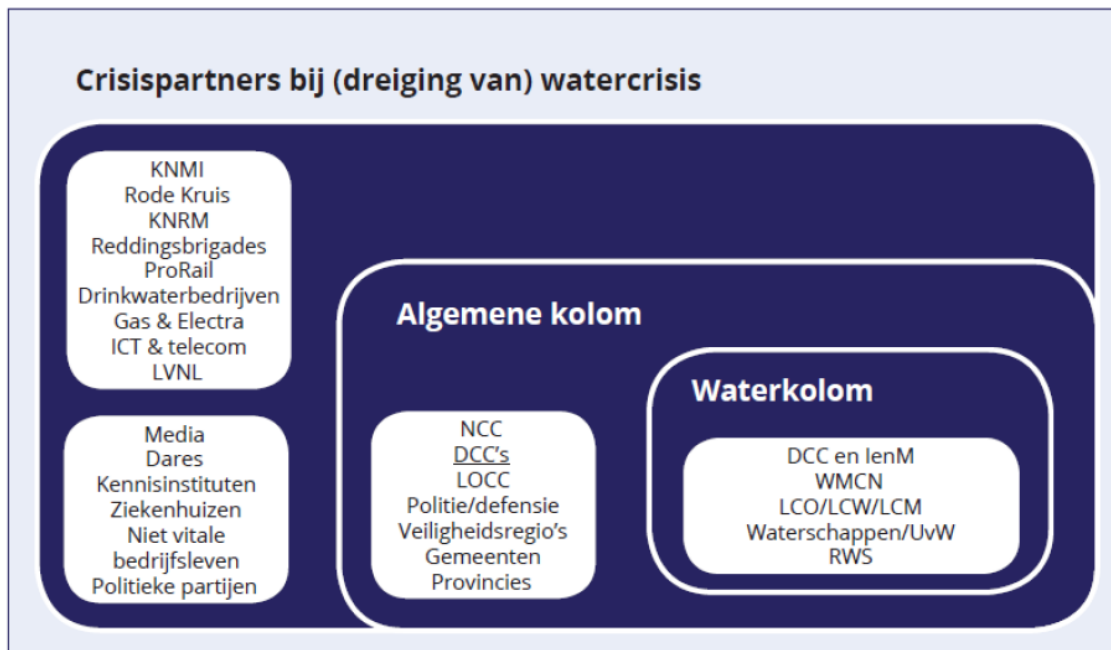 Crisispartners bij (dreiging van) watercrisis
KNMI
Rode Kruis
KNRM
Reddingsbrigades
ProRail
Drinkwaterbedrijven
Gas & Electra
ICT & telecom
LVNL
Media
Dares
Kennisinstituten
Ziekenhuizen
Niet vitale
bedrijfsleven
Politieke partijen
Algemene kolom
NCC
DCC's
LOCC
Politie/defensie
Veiligheidsregio's
Gemeenten
Provincies
Waterkolom
DCC en IenM
WMCN
LCO/LCW/LCM
Waterschappen/UvW
RWS